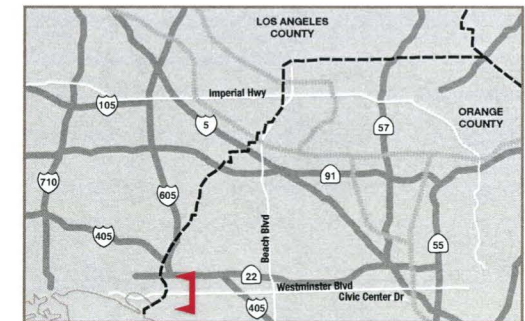 LOS ANGELES
COUNTY
Imperial Hwy
105
5
ORANGE
COUNTY
57
91
710
605
Beach Blvd
405
55
22
Westminster Blvd
Civic Center Dr
405